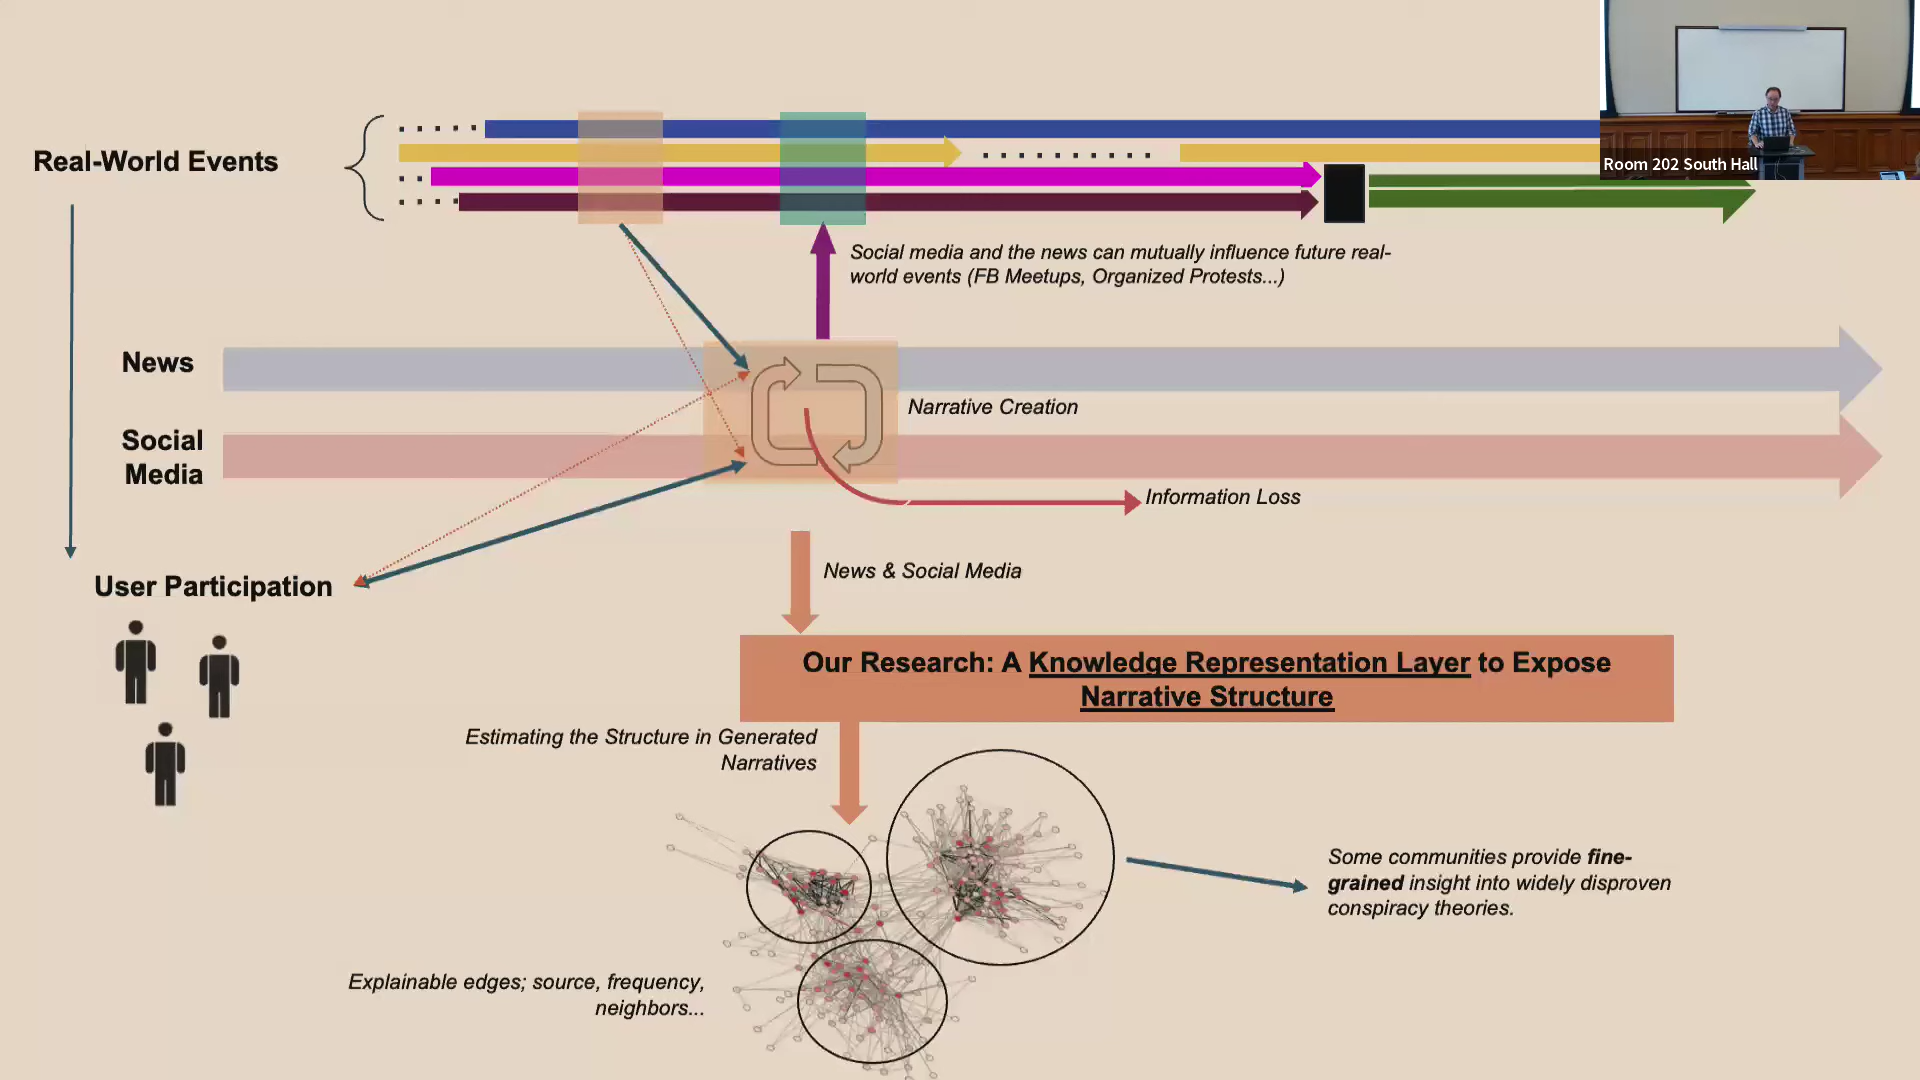 Room 202 South Hall
Real-World Events
Social media and the news can mutually influence future real-
world events (FB Meetups, Organized Protests...)
News
Narrative Creation
Social
Media
Information Loss
News & Social Media
User Participation
Our Research: A Knowledge Representation Layer to Expose
Narrative Structure
Estimating the Structure in Generated
Narratives
Some communities provide fine-
grained insight into widely disproven
conspiracy theories.
Explainable edges; source, frequency,
neighbors...